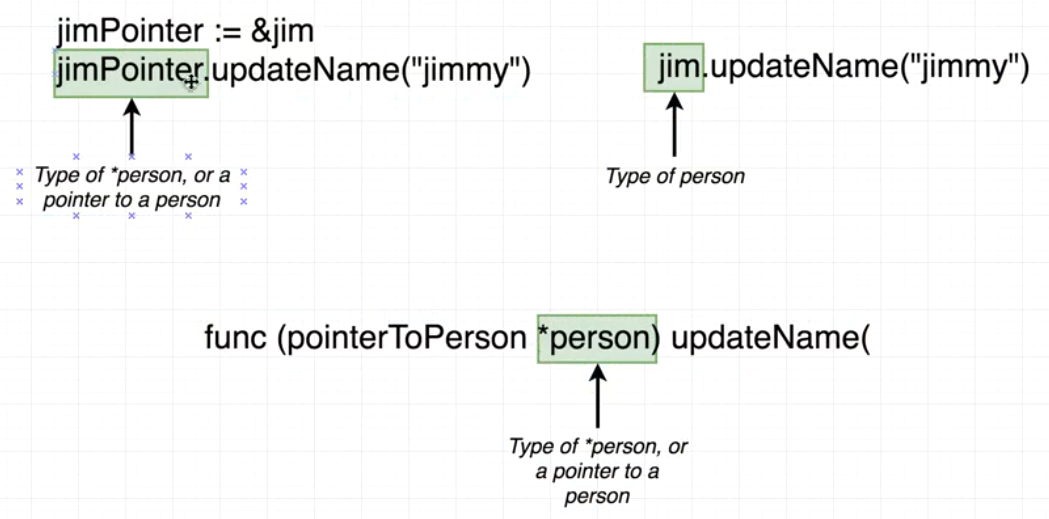 jimPointer := &jim
jimPointer.updateName("jimmy")
Type of *person, or a
pointer to a person
jim.updateName("jimmy")
Type of person
func (pointerToPerson *person) updateName(
Type of *person, or
a pointer to a
person